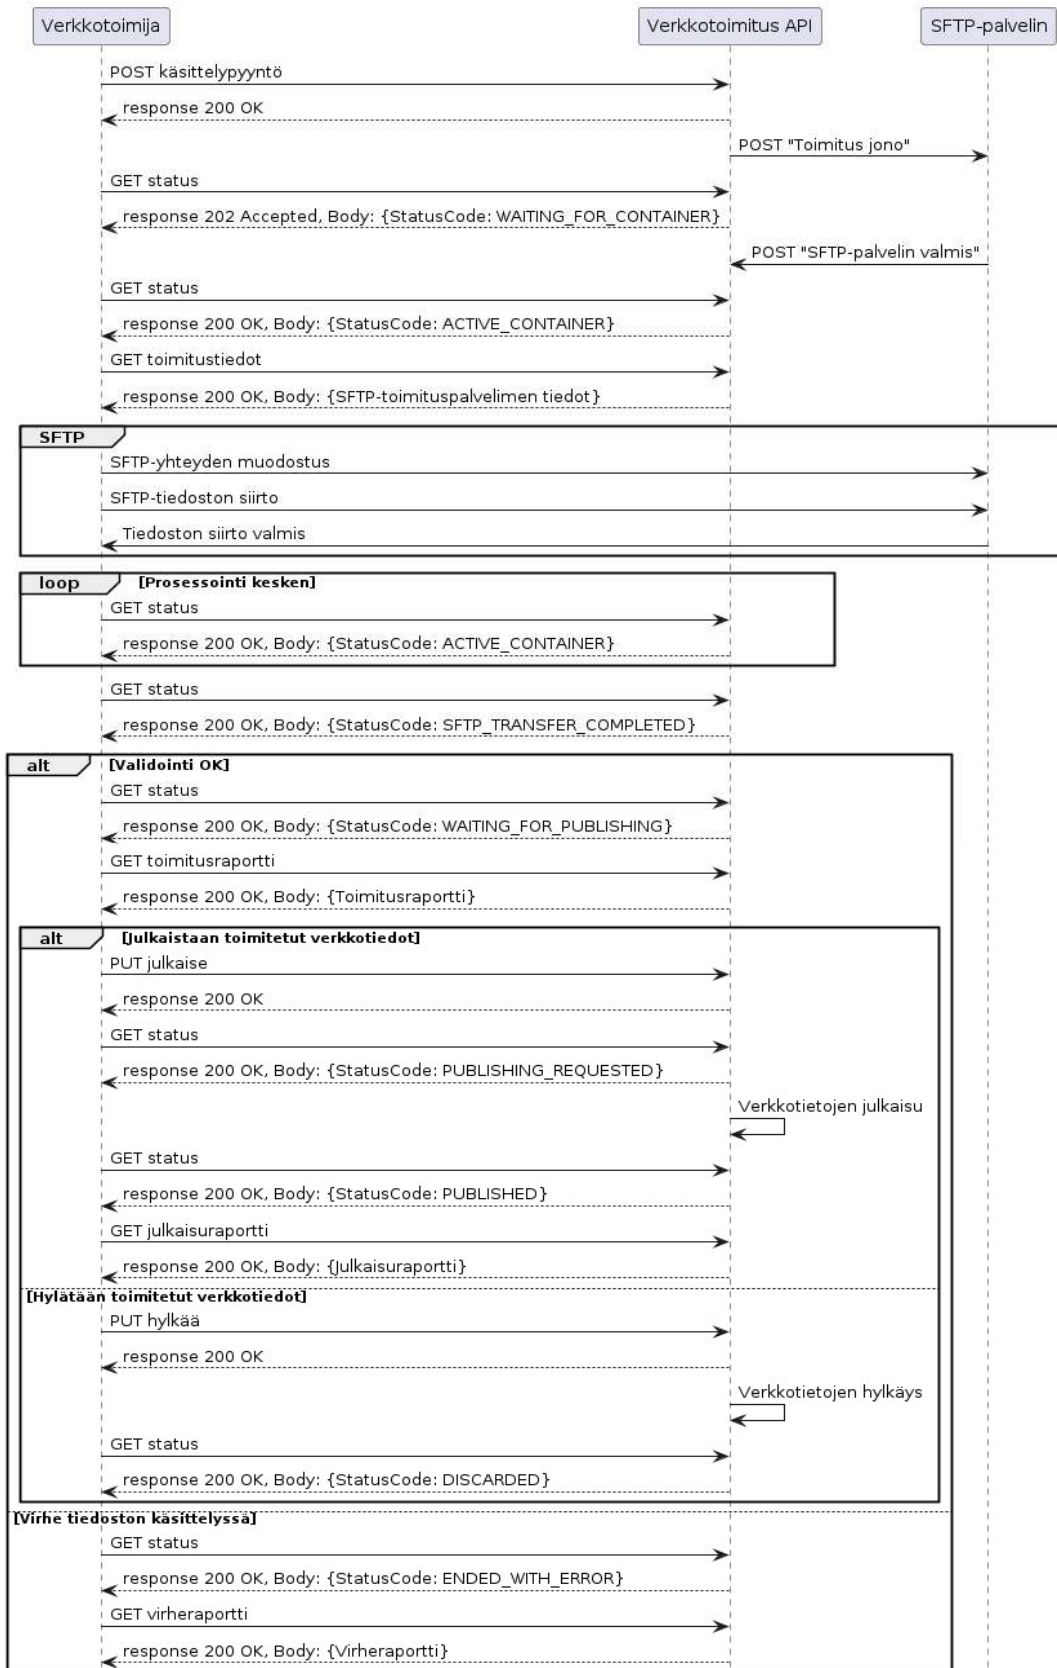 Verkkotoimija Verkkotoimitus API SFTP-palvelin
POST käsittelypyyntö
response 200 OK
POST "Toimitus jono"
GET status
response 202 Accepted, Body: {StatusCode: WAITING_FOR_CONTAINER}
POST "SFTP-palvelin valmis"
GET status
response 200 OK, Body: {StatusCode: ACTIVE_CONTAINER}
GET toimitustiedot
response 200 OK, Body: {SFTP-toimituspalvelimen tiedot}
SFTP
SFTP-yhteyden muodostus
SFTP-tiedoston siirto
Tiedoston siirto valmis
loop [Prosessointi kesken]
GET status
response 200 OK, Body: {StatusCode: ACTIVE_CONTAINER}
GET status
response 200 OK, Body: {StatusCode: SFTP_TRANSFER_COMPLETED}
alt [Validointi OK]
GET status
response 200 OK, Body: {StatusCode: WAITING_FOR_PUBLISHING}
GET toimitusraportti
response 200 OK, Body: {Toimitusraportti}
alt [Julkaistaan toimitetut verkkotiedot]
PUT julkaise
response 200 OK
GET status
response 200 OK, Body: {StatusCode: PUBLISHING_REQUESTED}
Verkkotietojen julkaisu
GET status
response 200 OK, Body: {StatusCode: PUBLISHED}
GET julkaisuraportti
response 200 OK, Body: {Julkaisuraportti}
[Hylätään toimitetut verkkotiedot]
PUT hylkää
response 200 OK
Verkkotietojen hylkäys
GET status
response 200 OK, Body: {StatusCode: DISCARDED}
[Virhe tiedoston käsittelyssä]
GET status
response 200 OK, Body: {StatusCode: ENDED_WITH_ERROR}
GET virheraportti
response 200 OK, Body: {Virheraportti}